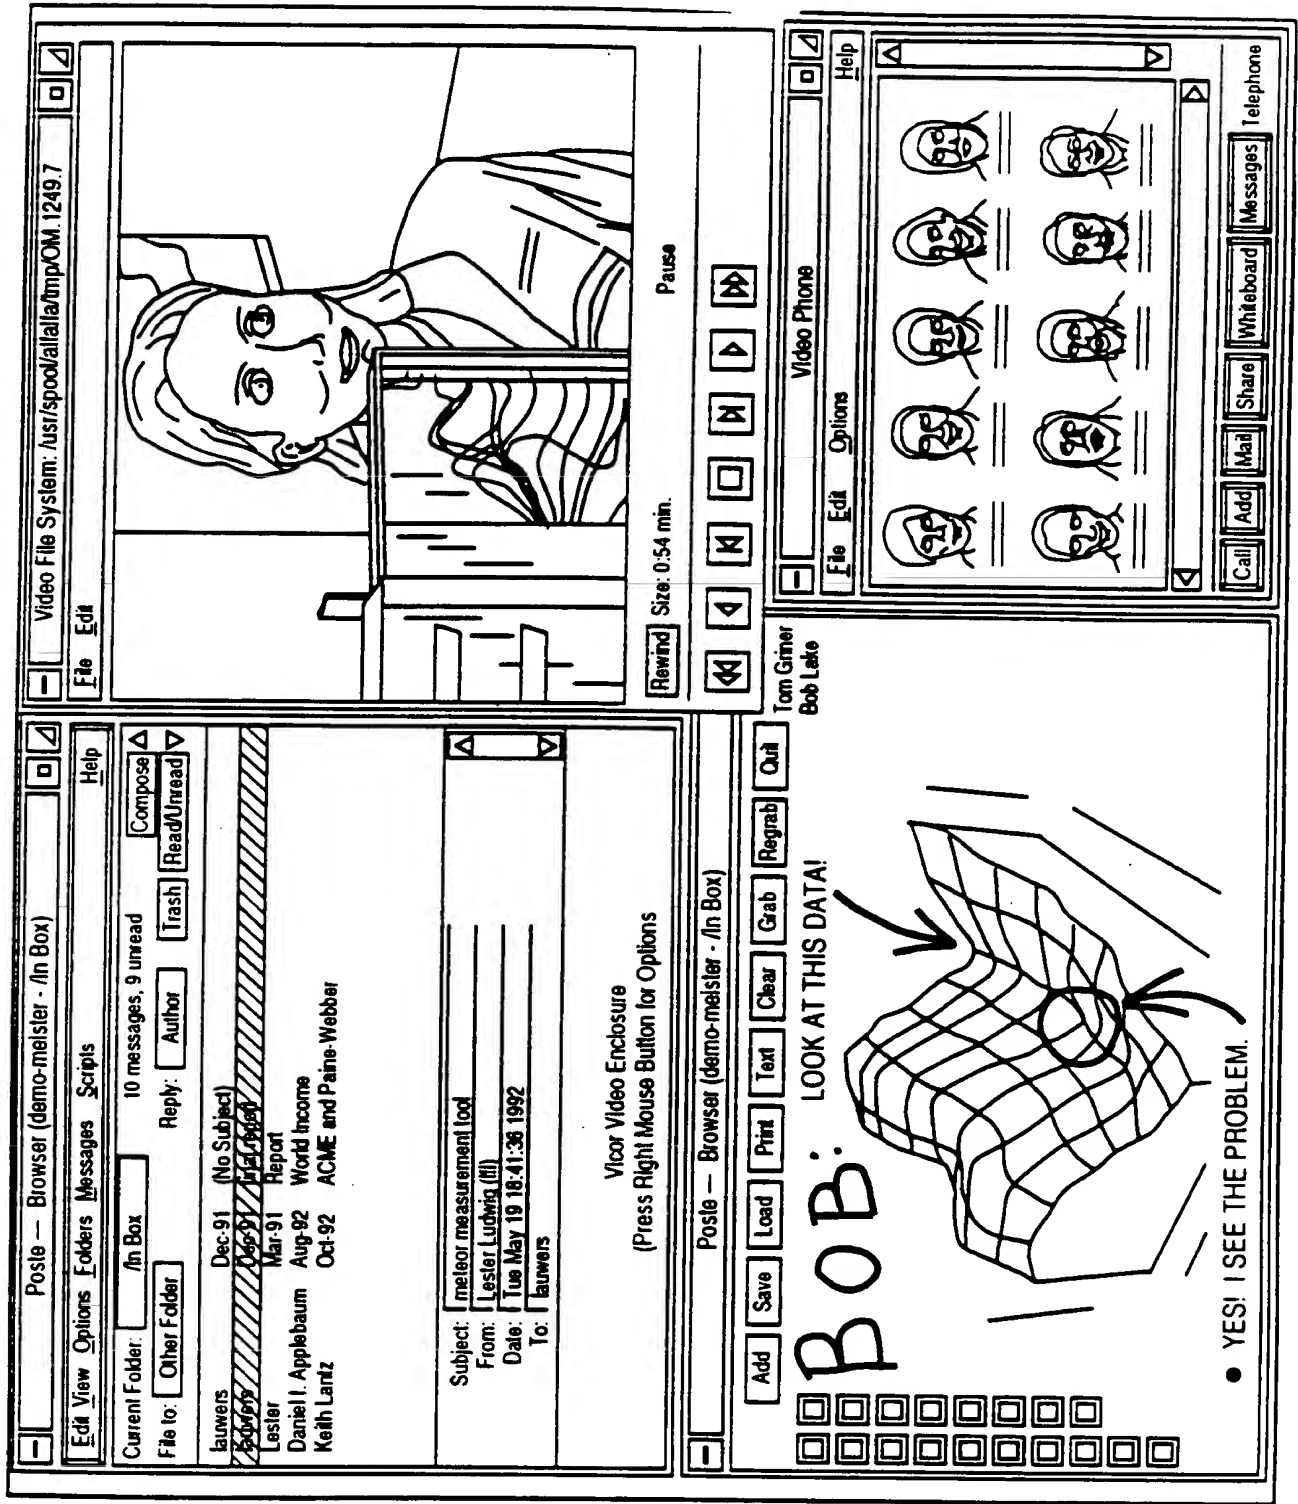 Poste — Browser (demo-meister - /In Box)
Edit View Options Folders Messages Scripts Help
Current Folder: /In Box 10 messages, 9 unread Compose
File to: Other Folder Reply: Author Trash Read/Unread
lauwers Dec-91 (No Subject)
lauwers Dec-91
Lester Mar-91 Report
Daniel I. Applebaum Aug-92 World Income
Keith Lantz Oct-92 ACME and Paine-Webber
Subject: meteor measurement tool
From: Lester Ludwig (lfl)
Date: Tue May 19 18:41:36 1992
To: lauwers
Vicor Video Enclosure
(Press Right Mouse Button for Options
Video File System: /usr/spool/alfalfa/tmp/OM.1249.7
File Edit
Rewind Size: 0:54 min. Pause
Poste — Browser (demo-meister - /In Box)
Add Save Load Print Text Clear Grab Regrab Quit
Tom Griner
Bob Lake
BOB: LOOK AT THIS DATA!
• YES! I SEE THE PROBLEM.
Video Phone
File Edit Options Help
Call Add Mail Share Whiteboard Messages Telephone